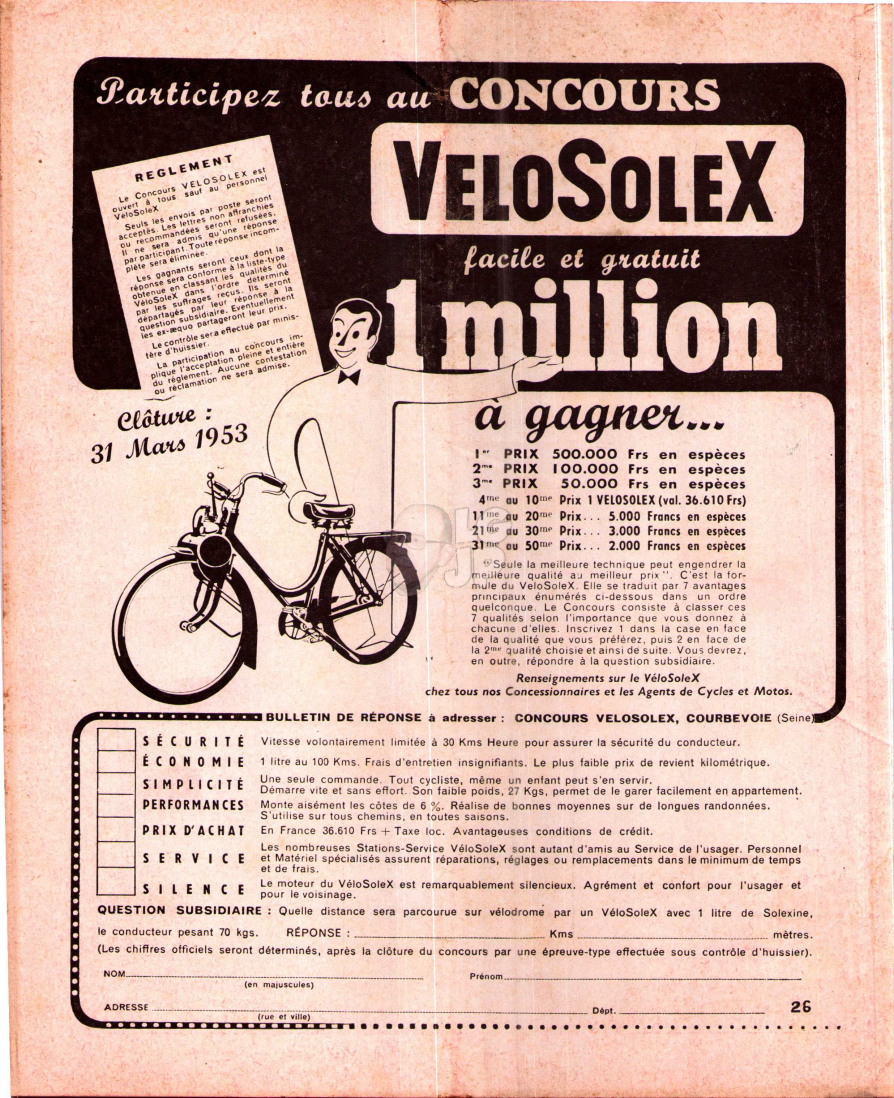 Participez tous au CONCOURS
VELOSOLEX
facile et gratuit
1 million
à gagner...
REGLEMENT
Le Concours VELOSOLEX est
ouvert à tous sauf au personnel
VéloSoleX
Seuls les envois par poste seront
acceptés. Les lettres non affranchies
ou recommandées seront refusées.
Il ne sera admis qu'une réponse
par participant. Toute réponse incom-
plète sera éliminée.
Les gagnants seront ceux dont la
réponse sera conforme à la liste-type
obtenue en classant les qualités du
VéloSoleX dans l'ordre déterminé
par les suffrages reçus. Ils seront
départagés par leur réponse à la
question subsidiaire. Eventuellement
les ex-æquo partageront leur prix.
Le contrôle sera effectué par minis-
tère d'huissier.
La participation au concours im-
plique l'acceptation pleine et entière
du règlement. Aucune contestation
ou réclamation ne sera admise.
Clôture :
31 Mars 1953
1er PRIX 500.000 Frs en espèces
2me PRIX 100.000 Frs en espèces
3me PRIX 50.000 Frs en espèces
4me au 10me Prix 1 VELOSOLEX (val. 36.610 Frs)
11me au 20me Prix... 5.000 Francs en espèces
21me au 30me Prix... 3.000 Francs en espèces
31me au 50me Prix... 2.000 Francs en espèces
"Seule la meilleure technique peut engendrer la
meilleure qualité au meilleur prix". C'est la for-
mule du VéloSoleX. Elle se traduit par 7 avantages
principaux énumérés ci-dessous dans un ordre
quelconque. Le Concours consiste à classer ces
7 qualités selon l'importance que vous donnez à
chacune d'elles. Inscrivez 1 dans la case en face
de la qualité que vous préférez, puis 2 en face de
la 2me qualité choisie et ainsi de suite. Vous devrez,
en outre, répondre à la question subsidiaire.
Renseignements sur le VéloSoleX
chez tous nos Concessionnaires et les Agents de Cycles et Motos.
BULLETIN DE RÉPONSE à adresser : CONCOURS VELOSOLEX, COURBEVOIE (Seine)
SÉCURITÉ Vitesse volontairement limitée à 30 Kms Heure pour assurer la sécurité du conducteur.
ÉCONOMIE 1 litre au 100 Kms. Frais d'entretien insignifiants. Le plus faible prix de revient kilométrique.
SIMPLICITÉ Une seule commande. Tout cycliste, même un enfant peut s'en servir.
Démarre vite et sans effort. Son faible poids, 27 Kgs, permet de le garer facilement en appartement.
PERFORMANCES Monte aisément les côtes de 6 %. Réalise de bonnes moyennes sur de longues randonnées.
S'utilise sur tous chemins, en toutes saisons.
PRIX D'ACHAT En France 36.610 Frs + Taxe loc. Avantageuses conditions de crédit.
SERVICE Les nombreuses Stations-Service VéloSoleX sont autant d'amis au Service de l'usager. Personnel
et Matériel spécialisés assurent réparations, réglages ou remplacements dans le minimum de temps
et de frais.
SILENCE Le moteur du VéloSoleX est remarquablement silencieux. Agrément et confort pour l'usager et
pour le voisinage.
QUESTION SUBSIDIAIRE : Quelle distance sera parcourue sur vélodrome par un VéloSoleX avec 1 litre de Solexine,
le conducteur pesant 70 kgs. RÉPONSE : Kms mètres.
(Les chiffres officiels seront déterminés, après la clôture du concours par une épreuve-type effectuée sous contrôle d'huissier).
NOM Prénom
(en majuscules)
ADRESSE Dépt. 26
(rue et ville)